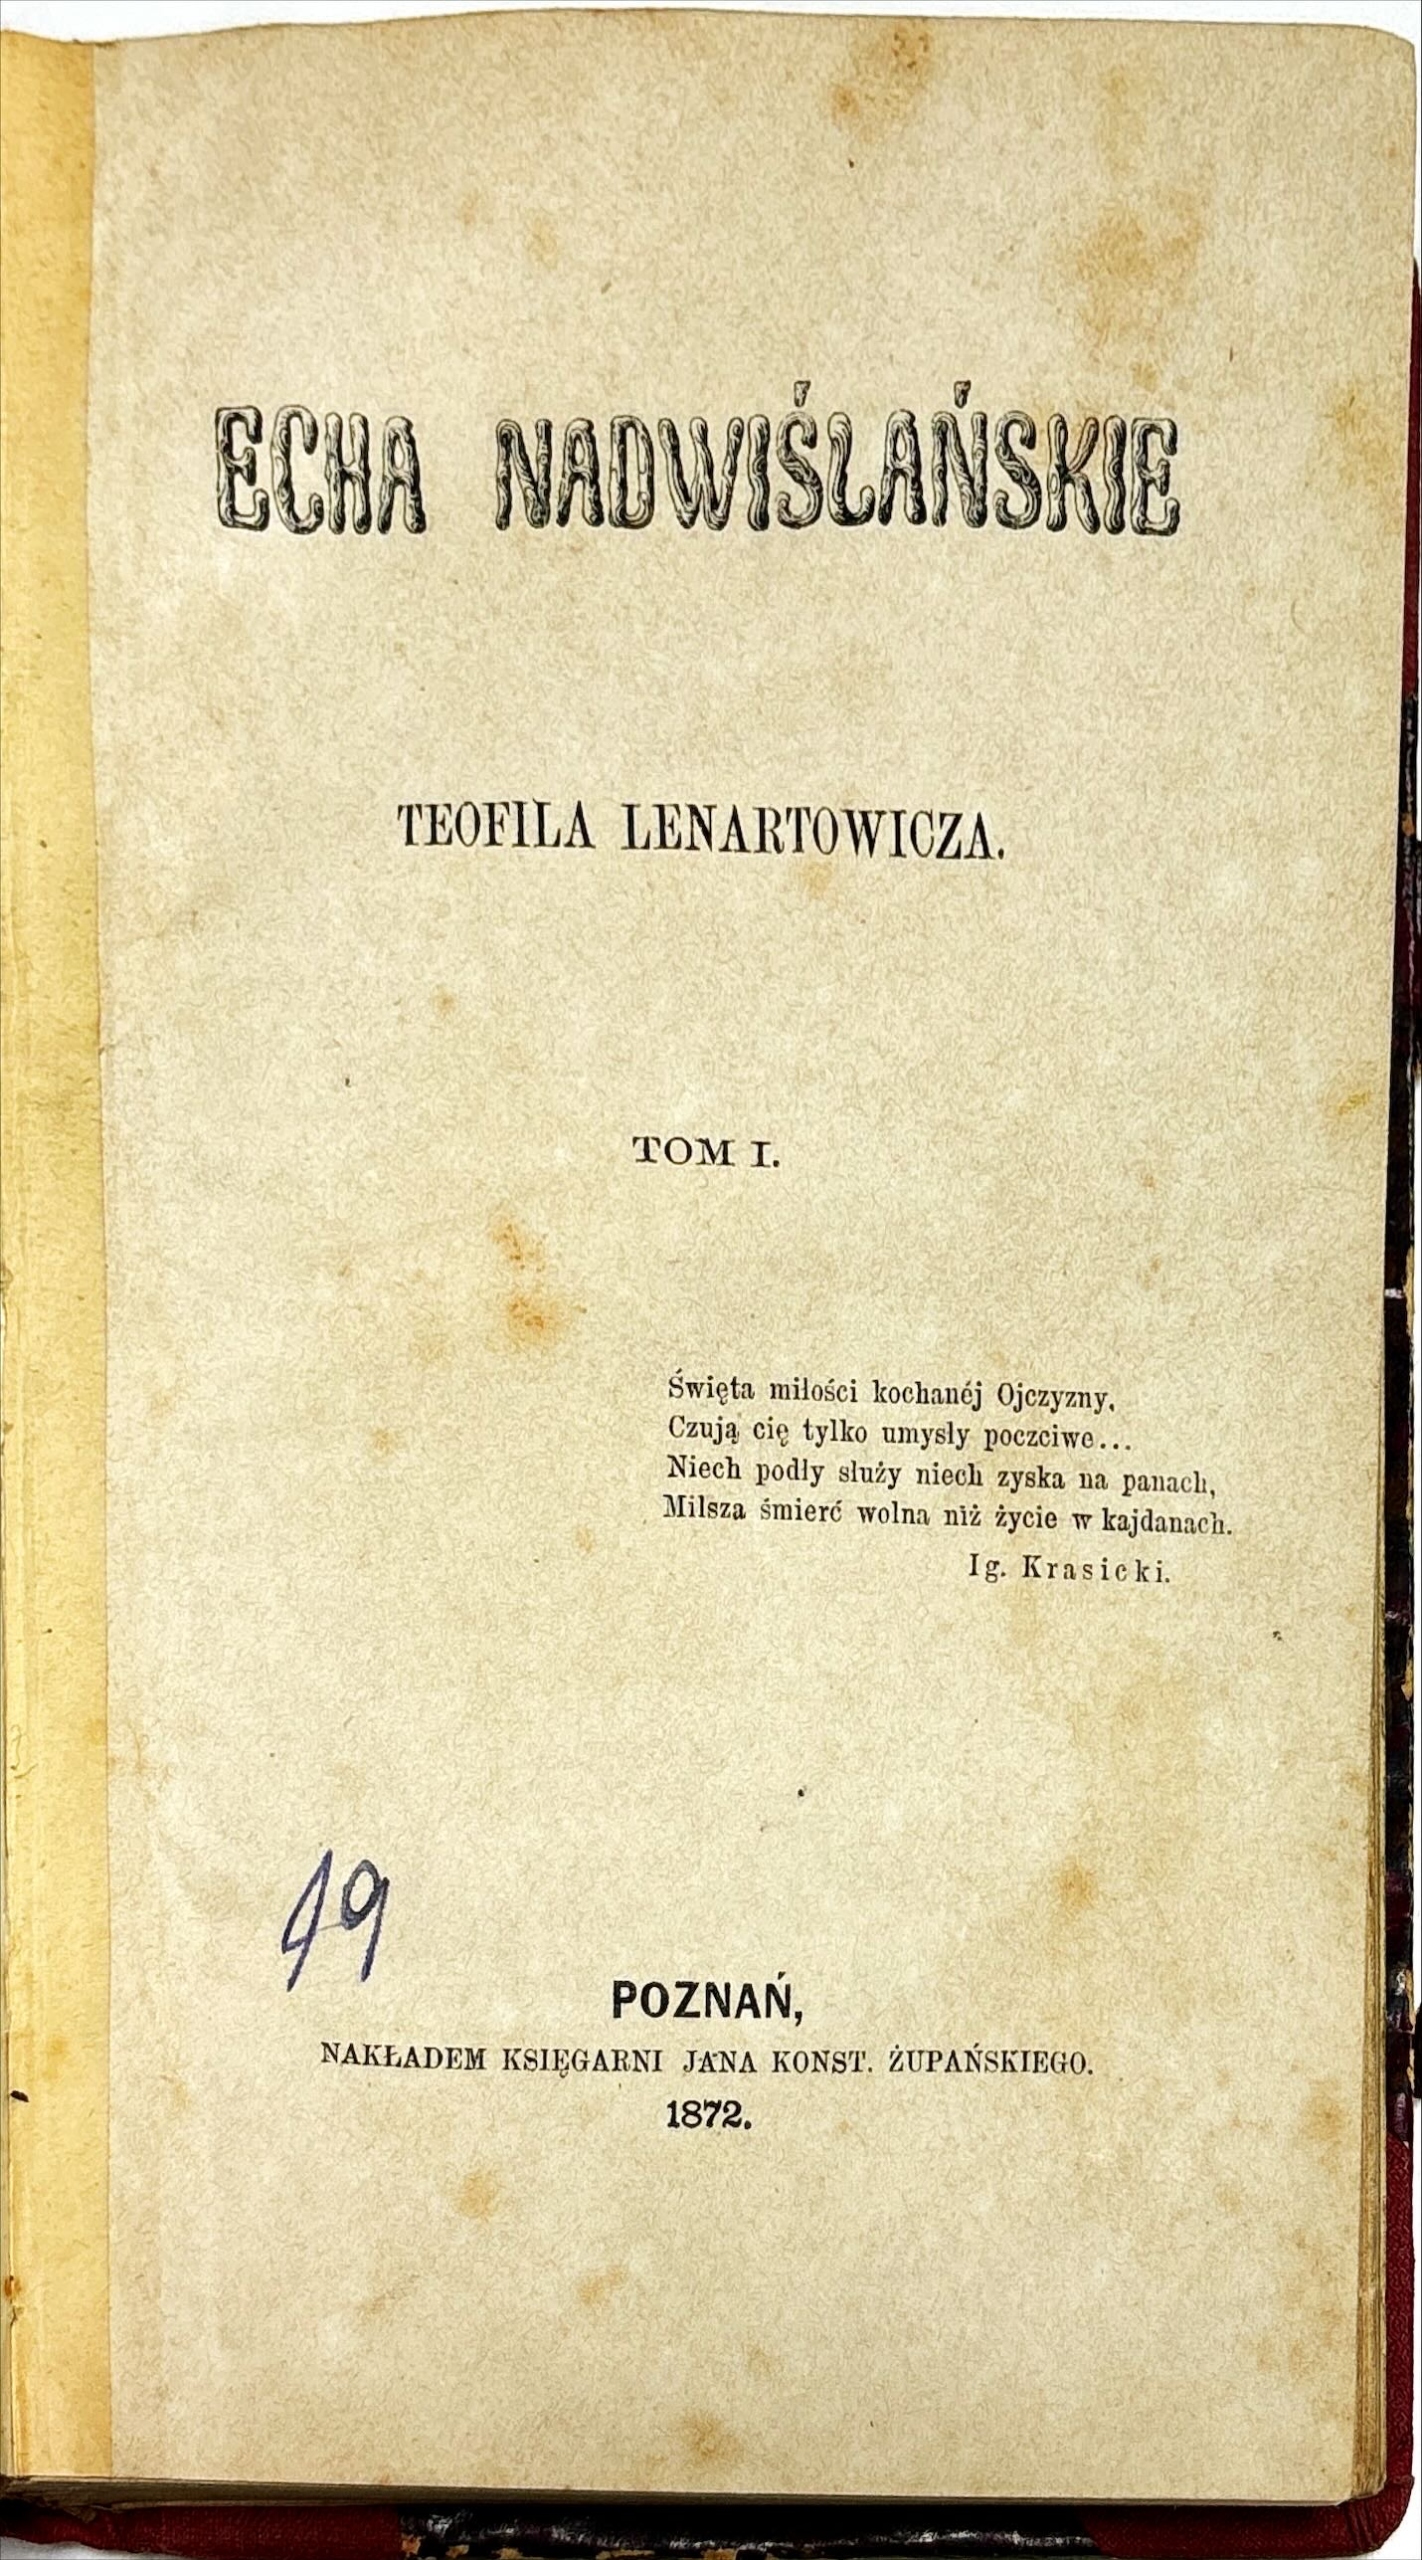 ECHA NADWIŚLAŃSKIE
TEOFILA LENARTOWICZA.
TOM I.
Święta miłości kochanéj Ojczyzny,
Czują cię tylko umysły poczciwe...
Niech podły służy niech zyska na panach,
Milsza śmierć wolna niż życie w kajdanach.
Ig. Krasicki.
49
POZNAŃ,
NAKŁADEM KSIĘGARNI JANA KONST. ŻUPAŃSKIEGO.
1872.